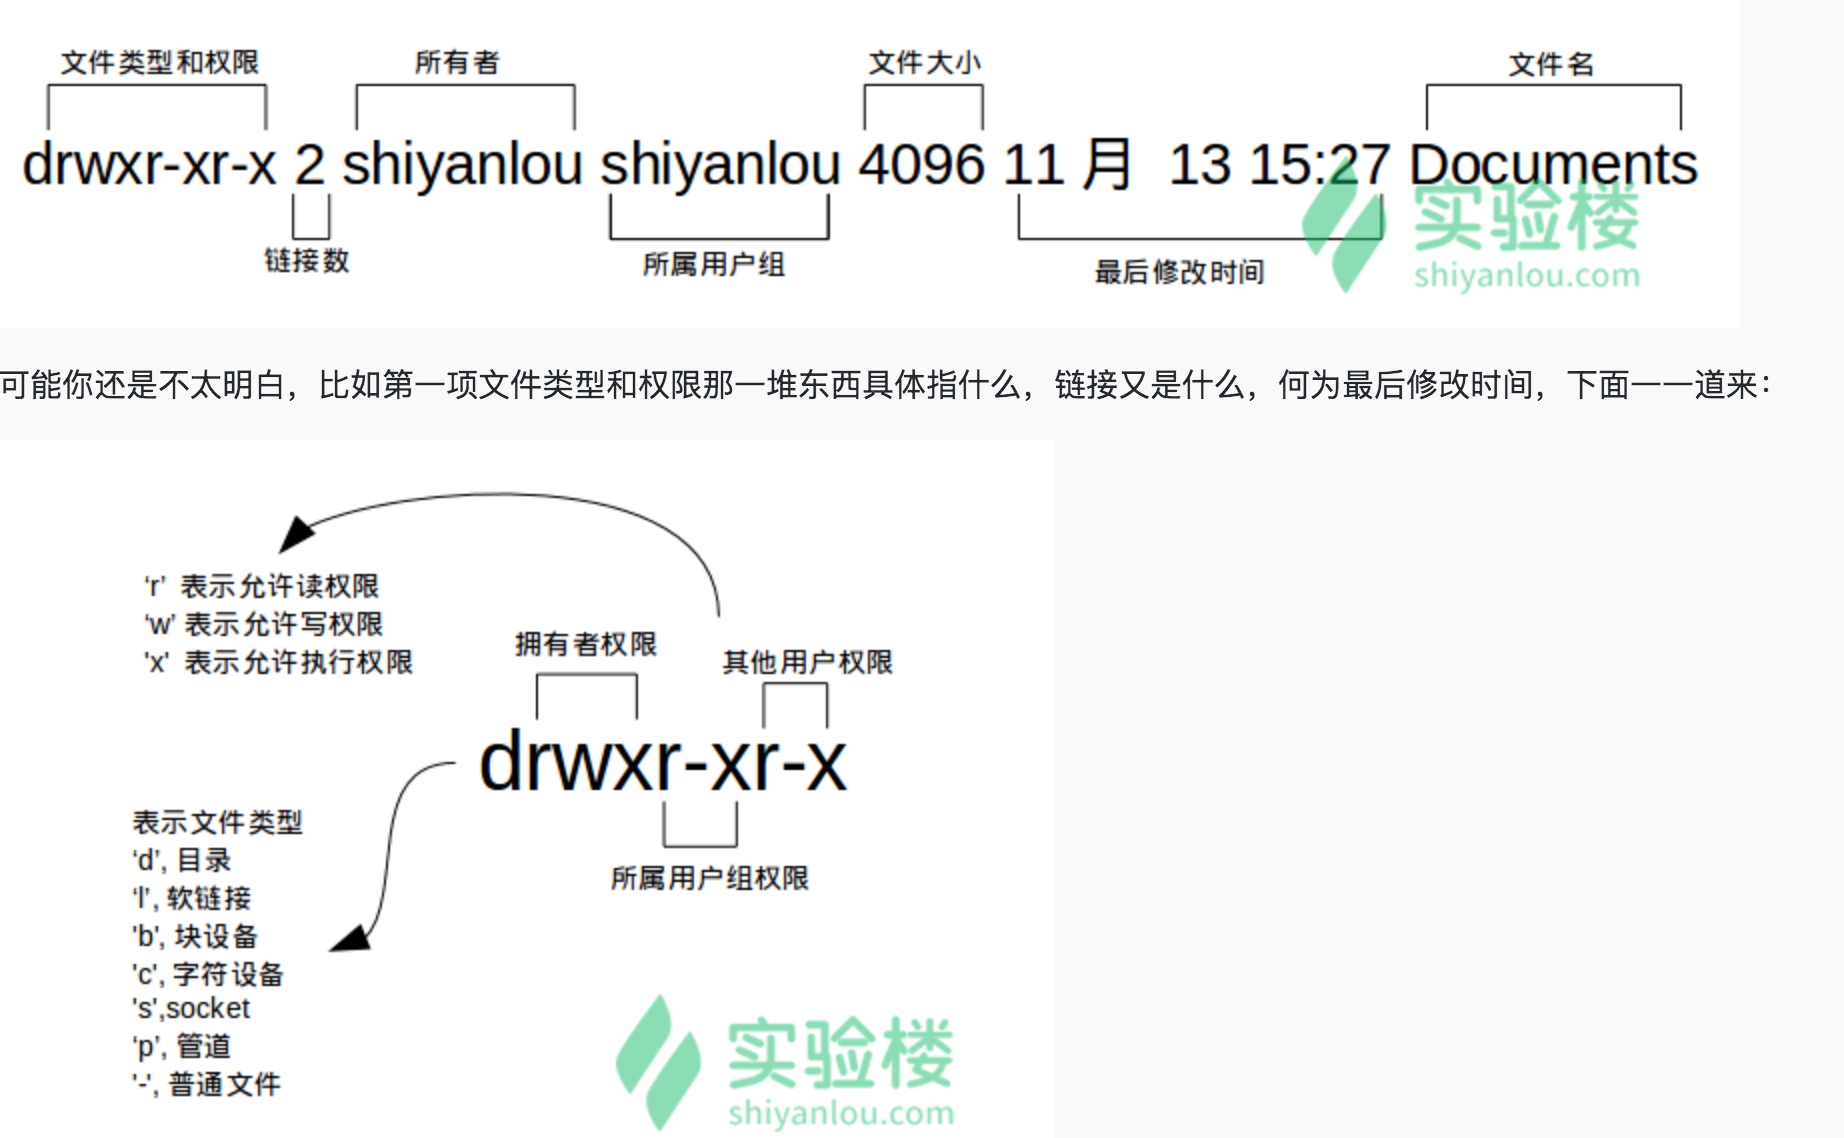 文件类型和权限 所有者 文件大小 文件名
drwxr-xr-x 2 shiyanlou shiyanlou 4096 11 月 13 15:27 Documents
链接数 所属用户组 最后修改时间
实验楼
shiyanlou.com
可能你还是不太明白，比如第一项文件类型和权限那一堆东西具体指什么，链接又是什么，何为最后修改时间，下面一一道来：
‘r’ 表示允许读权限
‘w’ 表示允许写权限
'x' 表示允许执行权限
拥有者权限
其他用户权限
drwxr-xr-x
所属用户组权限
表示文件类型
‘d’, 目录
‘l’, 软链接
'b', 块设备
'c', 字符设备
's',socket
‘p’, 管道
'-', 普通文件
实验楼
shiyanlou.com